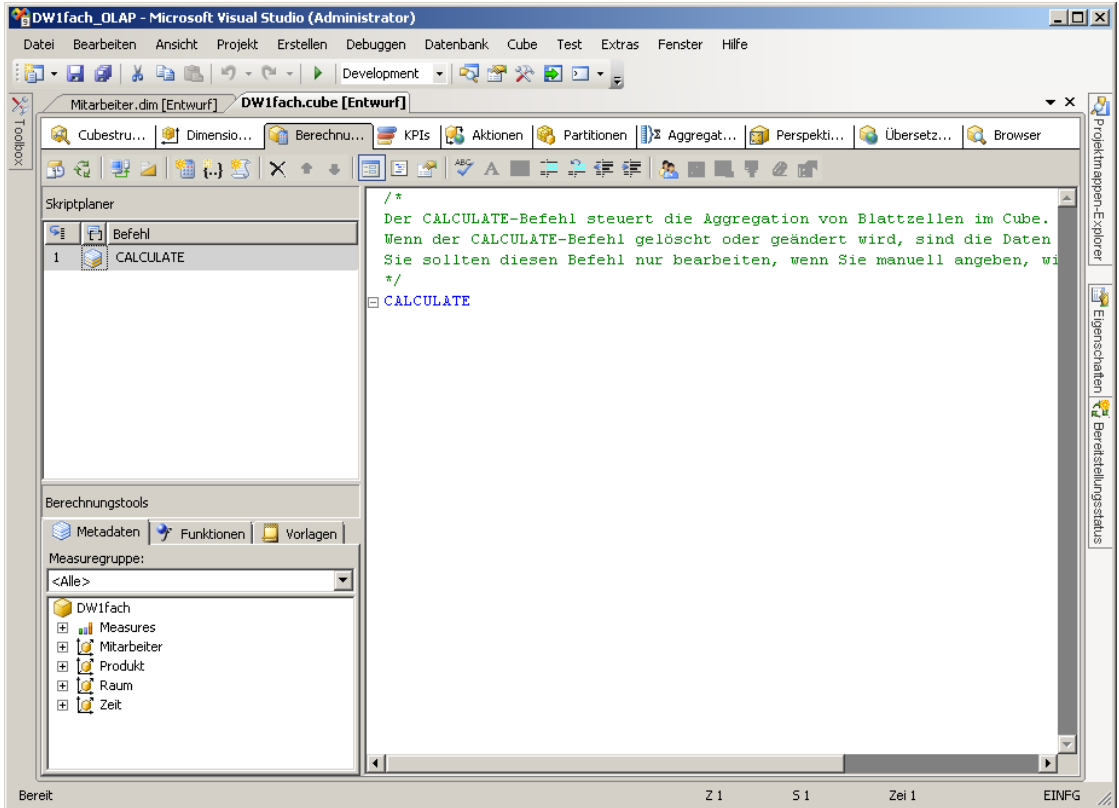 DW1fach_OLAP - Microsoft Visual Studio (Administrator)
Datei Bearbeiten Ansicht Projekt Erstellen Debuggen Datenbank Cube Test Extras Fenster Hilfe
Development
Toolbox
Mitarbeiter.dim [Entwurf] DW1fach.cube [Entwurf]
Cubestru... Dimensio... Berechnu... KPIs Aktionen Partitionen Aggregat... Perspekti... Übersetz... Browser
ABC A
Skriptplaner
Befehl
1 CALCULATE
/*
Der CALCULATE-Befehl steuert die Aggregation von Blattzellen im Cube.
Wenn der CALCULATE-Befehl gelöscht oder geändert wird, sind die Daten
Sie sollten diesen Befehl nur bearbeiten, wenn Sie manuell angeben, wi
*/
CALCULATE
Berechnungstools
Metadaten Funktionen Vorlagen
Measuregruppe:
<Alle>
DW1fach
Measures
Mitarbeiter
Produkt
Raum
Zeit
Projektmappen-Explorer
Eigenschaften
Bereitstellungsstatus
Bereit Z 1 S 1 Zei 1 EINFG